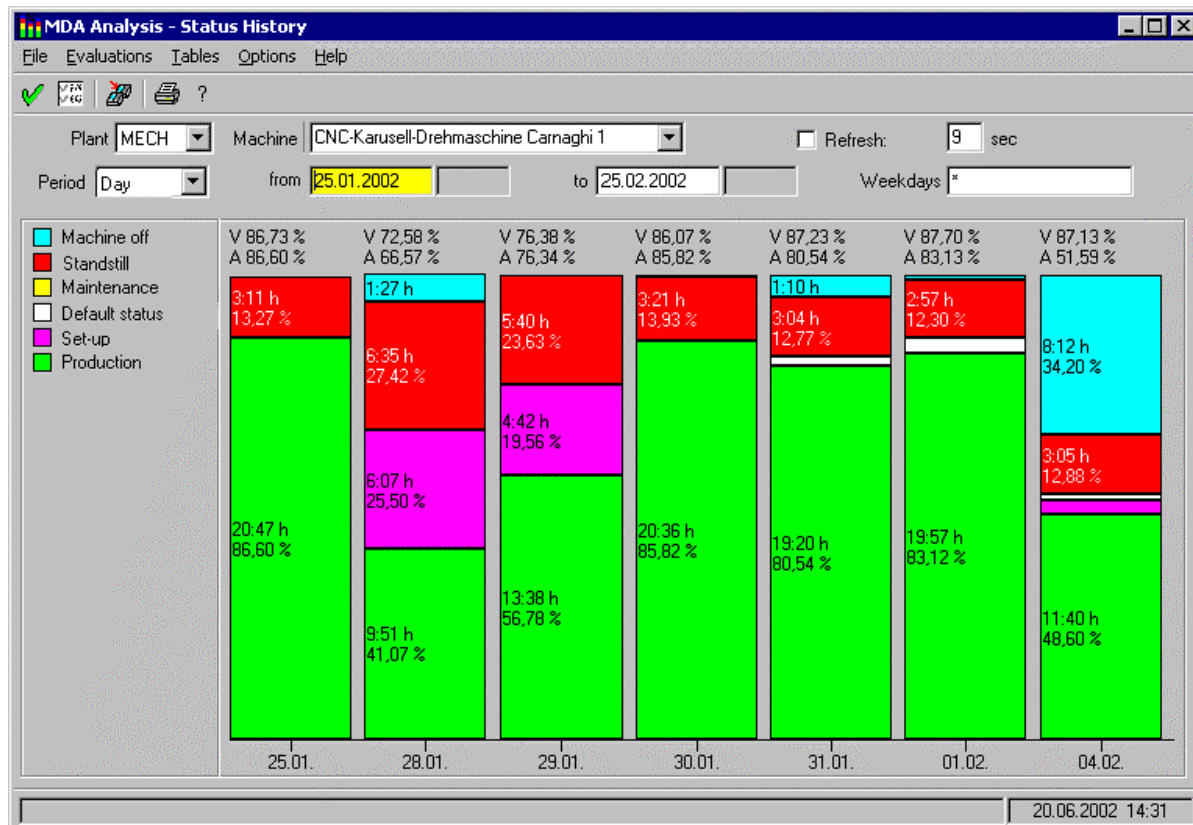 MDA Analysis - Status History
File Evaluations Tables Options Help
?
Plant MECH Machine CNC-Karusell-Drehmaschine Carnaghi 1 Refresh: 9 sec
Period Day from 25.01.2002 to 25.02.2002 Weekdays *
Machine off
Standstill
Maintenance
Default status
Set-up
Production
V 86,73 %
A 86,60 %
3:11 h
13,27 %
20:47 h
86,60 %
25.01.
V 72,58 %
A 66,57 %
1:27 h
6:35 h
27,42 %
6:07 h
25,50 %
9:51 h
41,07 %
28.01.
V 76,38 %
A 76,34 %
5:40 h
23,63 %
4:42 h
19,56 %
13:38 h
56,78 %
29.01.
V 86,07 %
A 85,82 %
3:21 h
13,93 %
20:36 h
85,82 %
30.01.
V 87,23 %
A 80,54 %
1:10 h
3:04 h
12,77 %
19:20 h
80,54 %
31.01.
V 87,70 %
A 83,13 %
2:57 h
12,30 %
19:57 h
83,12 %
01.02.
V 87,13 %
A 51,59 %
8:12 h
34,20 %
3:05 h
12,88 %
11:40 h
48,60 %
04.02.
20.06.2002 14:31